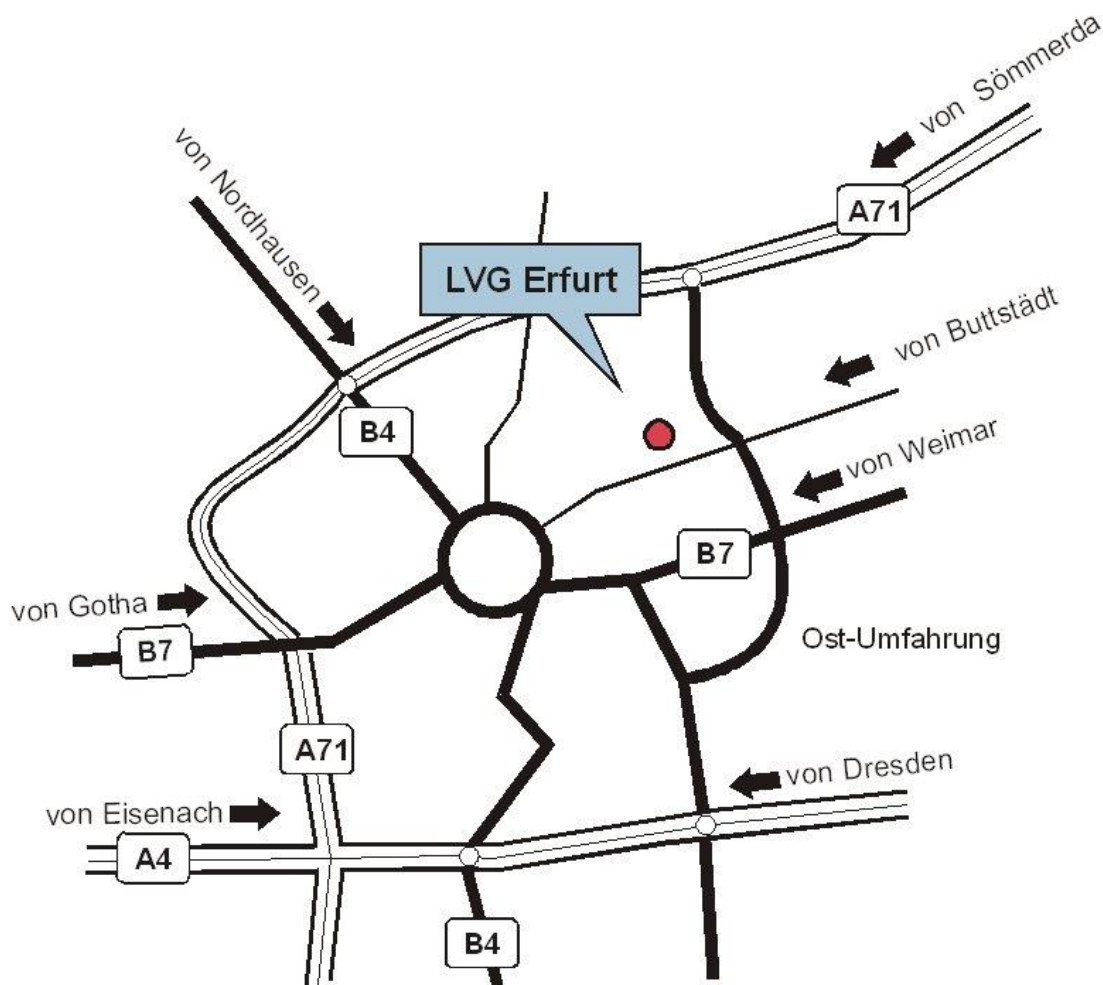 von Sömmerda
A71
von Nordhausen
LVG Erfurt
von Buttstädt
B4
von Weimar
B7
von Gotha
B7
Ost-Umfahrung
A71
von Dresden
von Eisenach
A4
B4